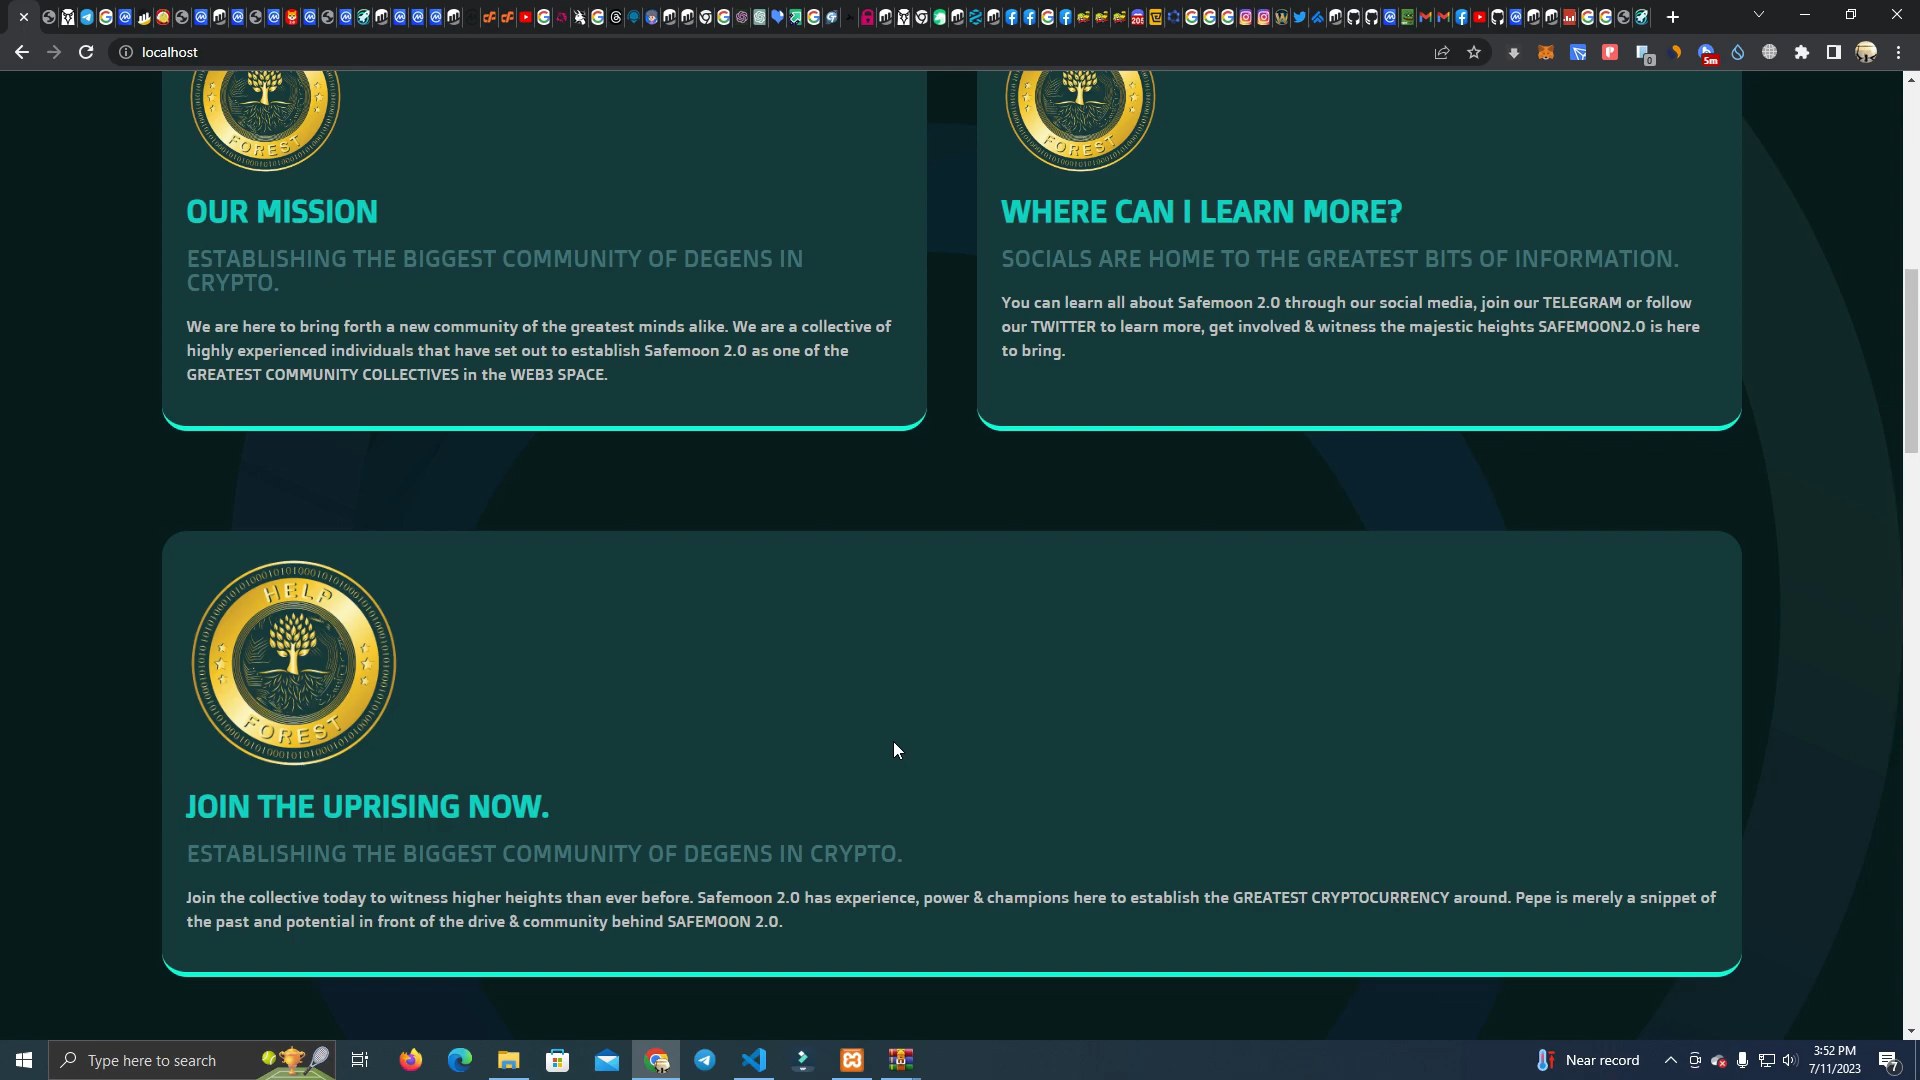 localhost
0
5m
FOREST
FOREST
OUR MISSION
ESTABLISHING THE BIGGEST COMMUNITY OF DEGENS IN
CRYPTO.
We are here to bring forth a new community of the greatest minds alike. We are a collective of
highly experienced individuals that have set out to establish Safemoon 2.0 as one of the
GREATEST COMMUNITY COLLECTIVES in the WEB3 SPACE.
WHERE CAN I LEARN MORE?
SOCIALS ARE HOME TO THE GREATEST BITS OF INFORMATION.
You can learn all about Safemoon 2.0 through our social media, join our TELEGRAM or follow
our TWITTER to learn more, get involved & witness the majestic heights SAFEMOON2.0 is here
to bring.
HELP
FOREST
JOIN THE UPRISING NOW.
ESTABLISHING THE BIGGEST COMMUNITY OF DEGENS IN CRYPTO.
Join the collective today to witness higher heights than ever before. Safemoon 2.0 has experience, power & champions here to establish the GREATEST CRYPTOCURRENCY around. Pepe is merely a snippet of
the past and potential in front of the drive & community behind SAFEMOON 2.0.
Type here to search
Near record
3:52 PM
7/11/2023
7